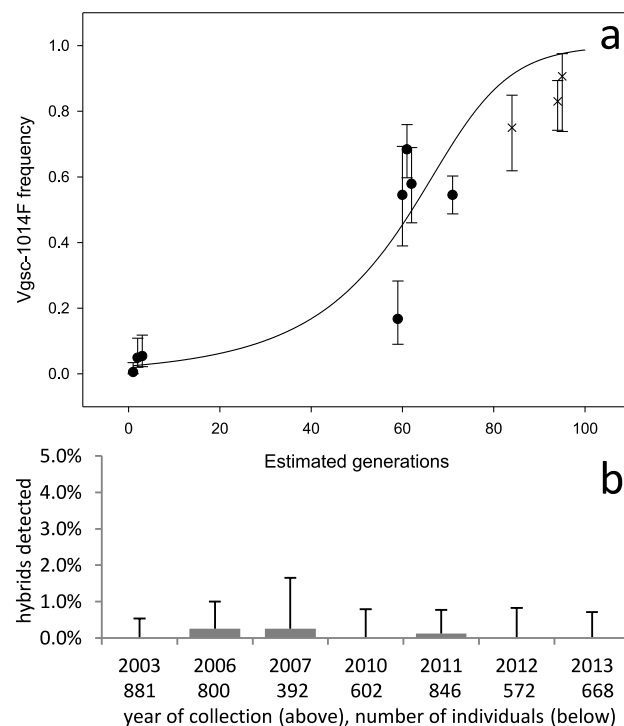 a
1.0
0.8
0.6
0.4
0.2
0.0
Vgsc-1014F frequency
0 20 40 60 80 100
Estimated generations
b
5.0%
4.0%
3.0%
2.0%
1.0%
0.0%
hybrids detected
2003 2006 2007 2010 2011 2012 2013
881 800 392 602 846 572 668
year of collection (above), number of individuals (below)